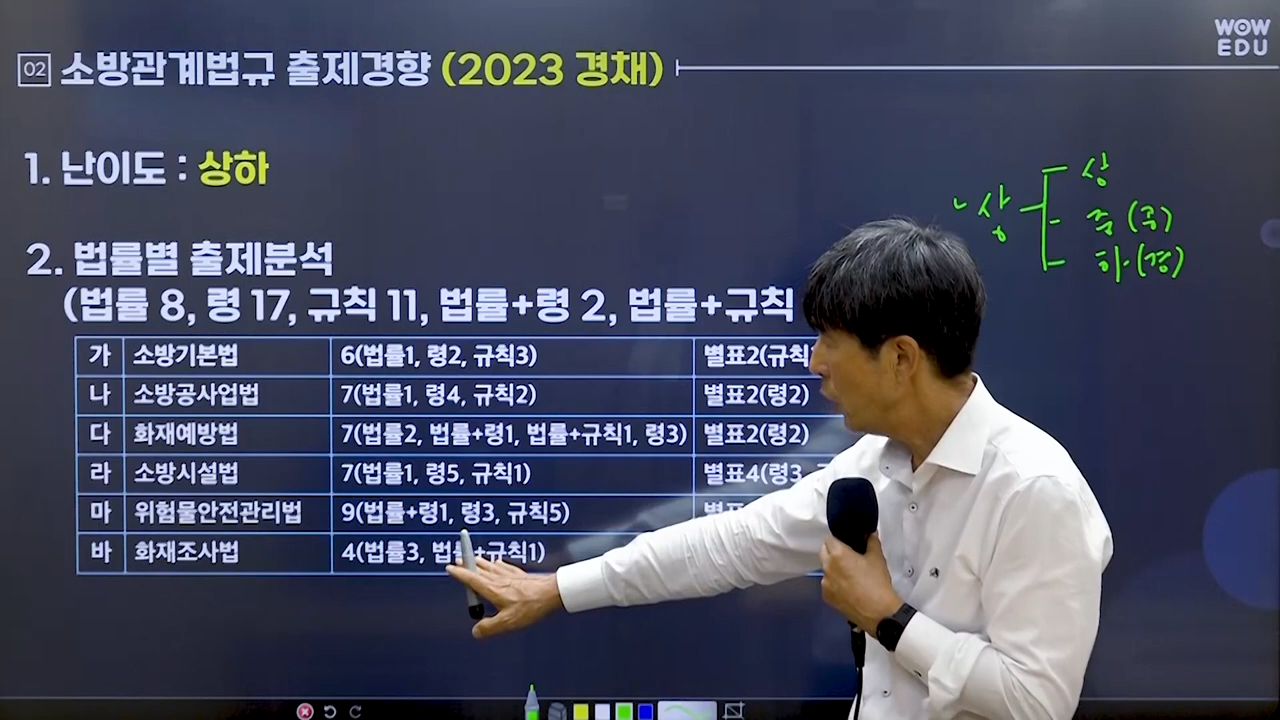 WOW
EDU
02 소방관계법규 출제경향 (2023 경채)
1. 난이도 : 상하
상
상
중 (공)
하 (경)
2. 법률별 출제분석
(법률 8, 령 17, 규칙 11, 법률+령 2, 법률+규칙
가 소방기본법 6(법률1, 령2, 규칙3) 별표2(규칙
나 소방공사업법 7(법률1, 령4, 규칙2) 별표2(령2)
다 화재예방법 7(법률2, 법률+령1, 법률+규칙1, 령3) 별표2(령2)
라 소방시설법 7(법률1, 령5, 규칙1) 별표4(령3,
마 위험물안전관리법 9(법률+령1, 령3, 규칙5)
바 화재조사법 4(법률3, 법률+규칙1)